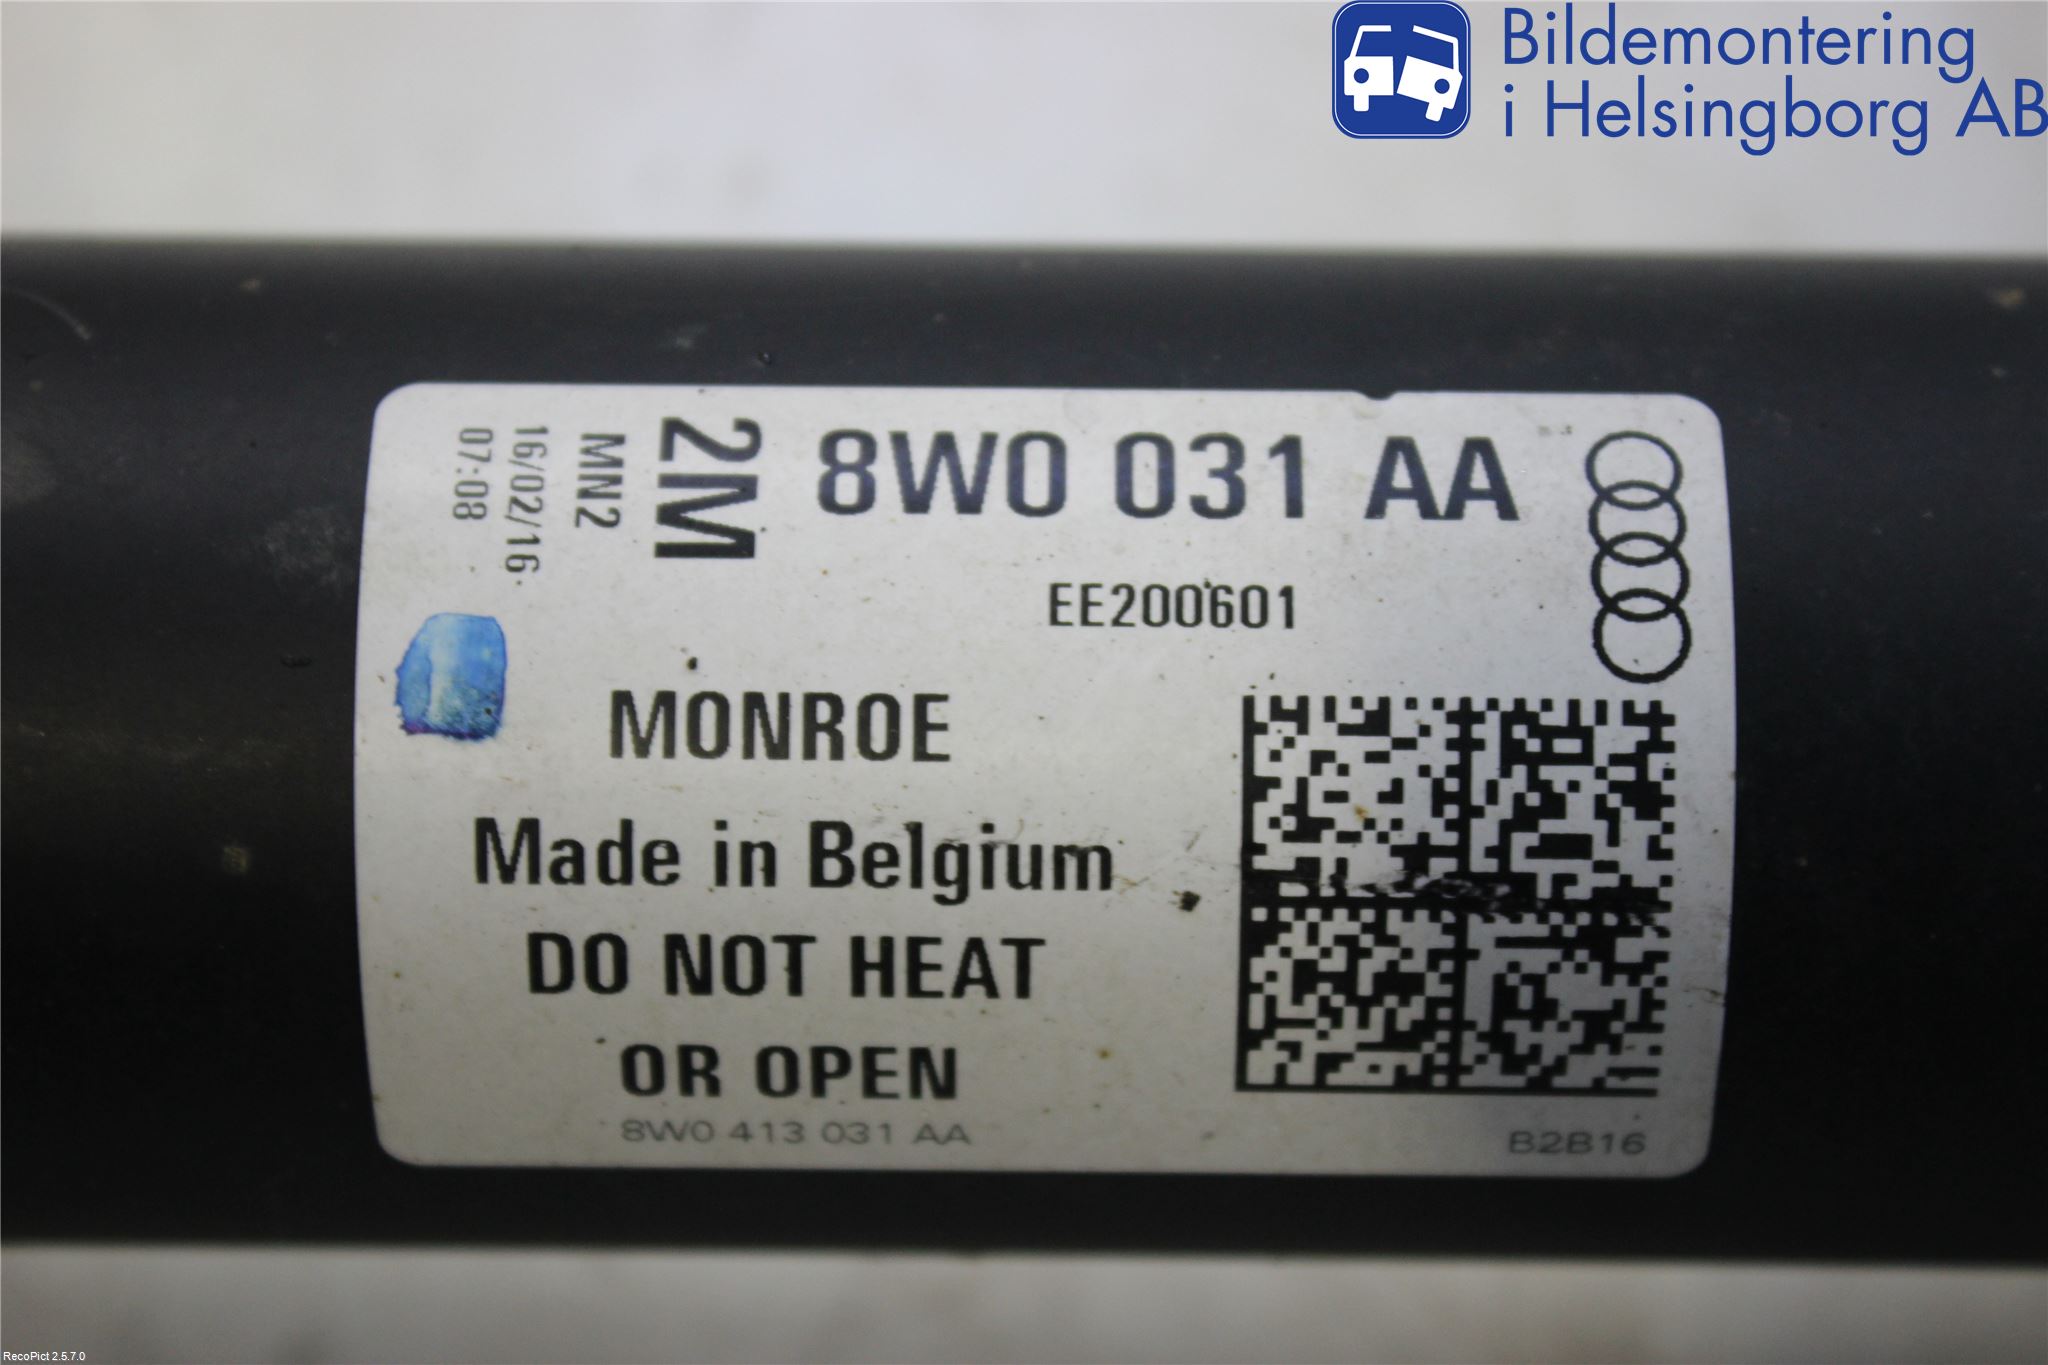 Bildemontering
i Helsingborg AB
8W0 031 AA
2M
MN2
16/02/16
07:08
EE200601
MONROE
Made in Belgium
DO NOT HEAT
OR OPEN
8W0 413 031 AA
B2B16
RecoPict 2.5.7.0